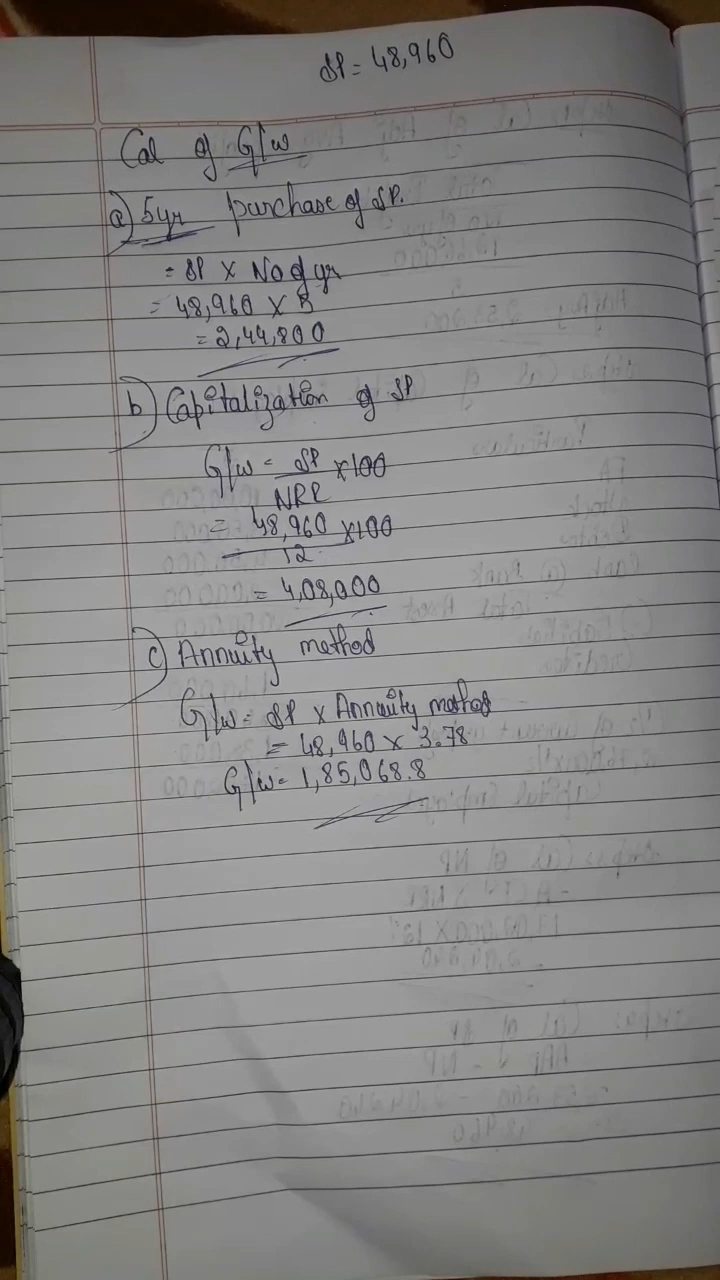 SP = 48,960
Cal of G/w
a) 5yr purchase of SP.
= SP x No of yr
= 48,960 x 5
= 2,44,800
b) Capitalization of SP
G/w = SP x100
NRR
= 48,960 x100
12
= 4,08,000
c) Annuity method
G/w = SP x Annuity method
= 48,960 x 3.78
G/w = 1,85,068.8